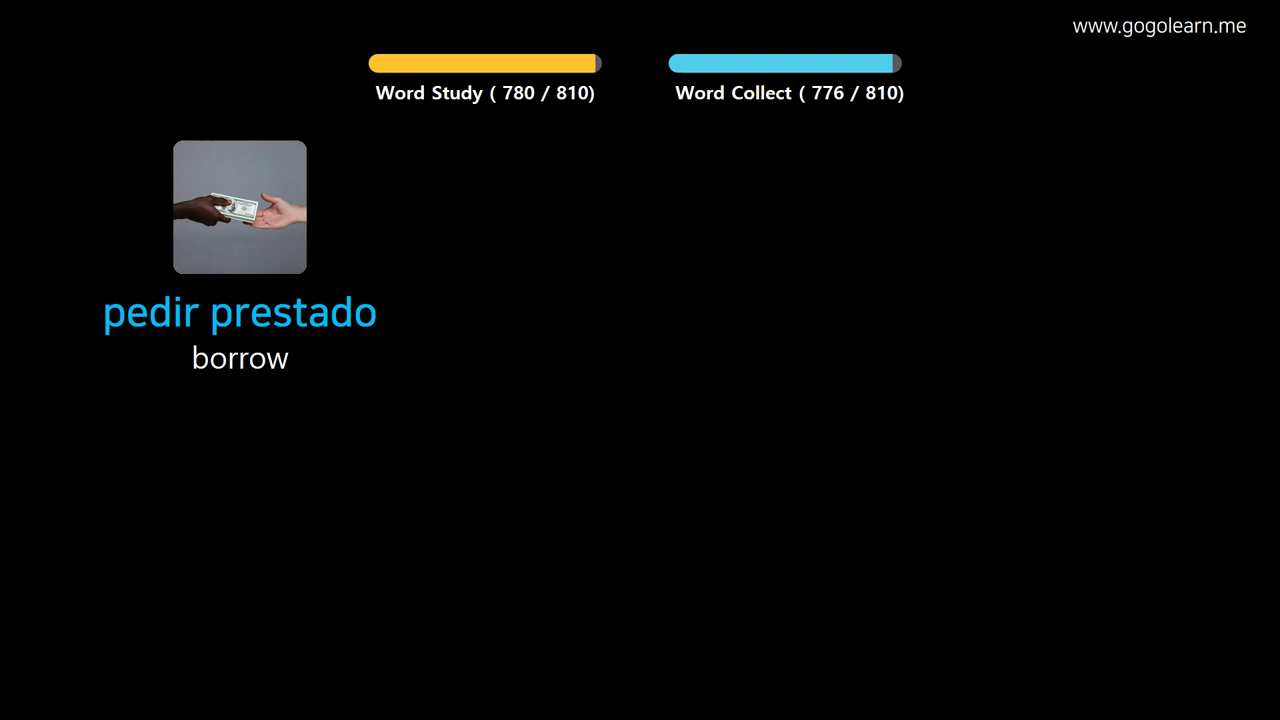 www.gogolearn.me
Word Study ( 780 / 810)
Word Collect ( 776 / 810)
pedir prestado
borrow